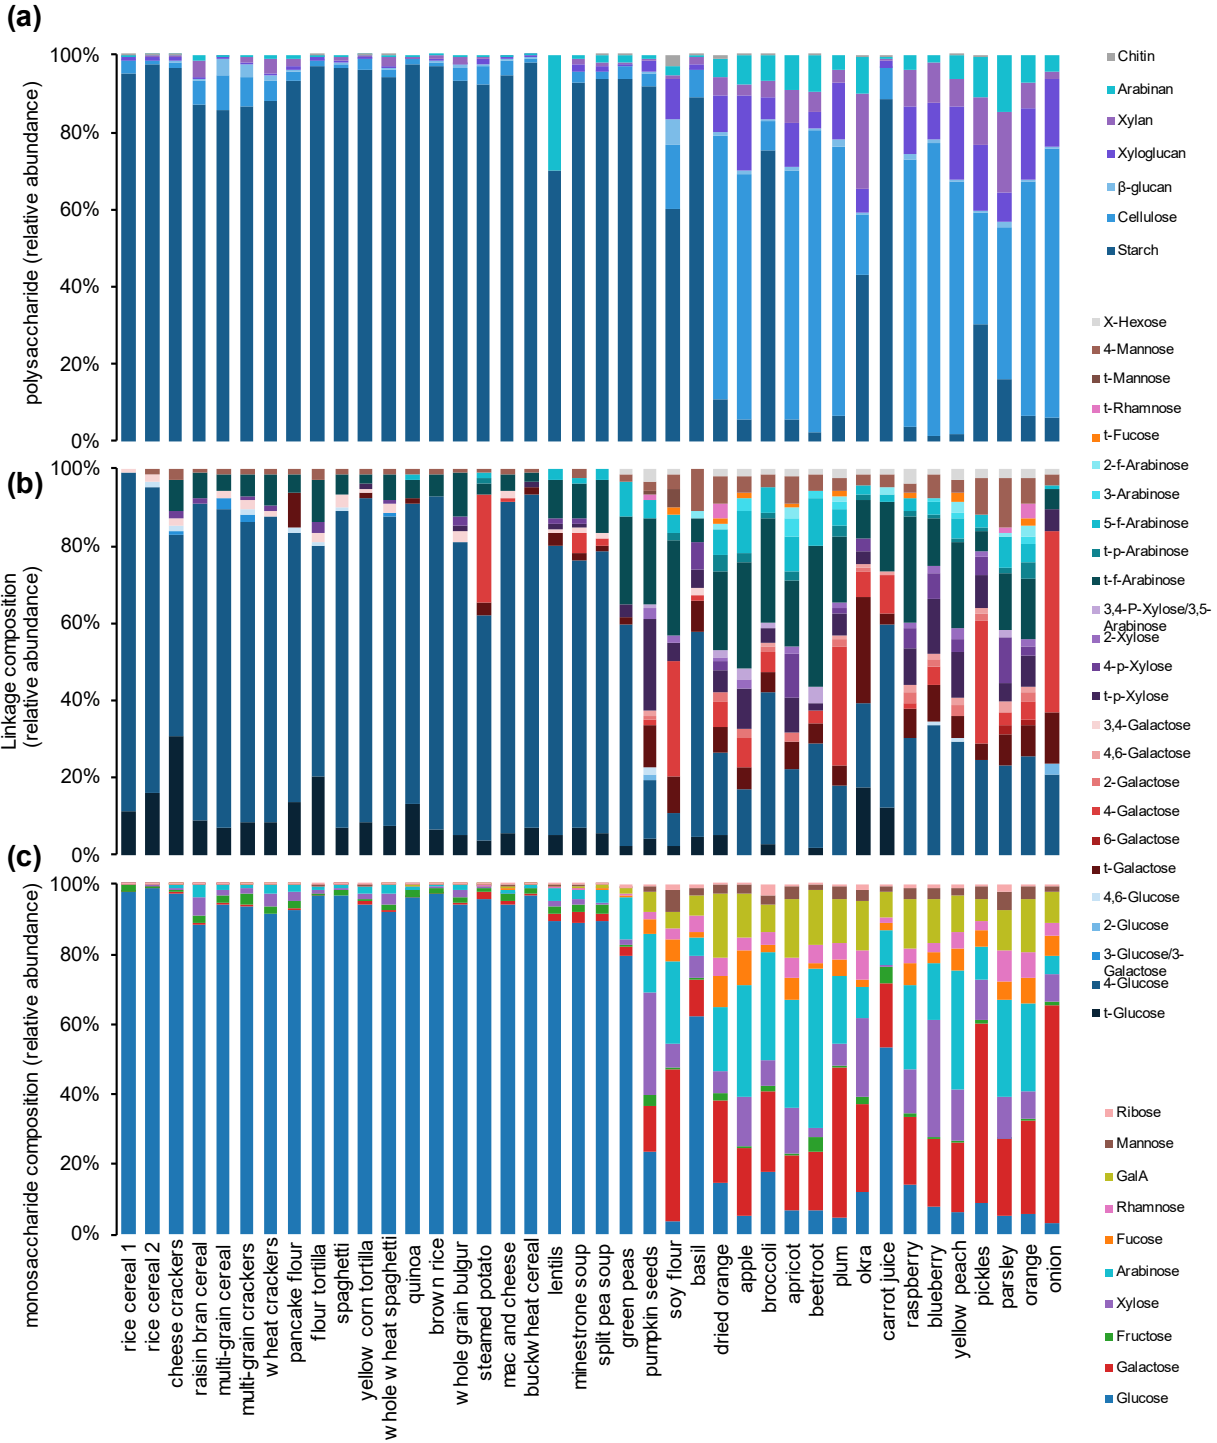 (a)
polysaccharide (relative abundance)
100%
80%
60%
40%
20%
0%
Chitin
Arabinan
Xylan
Xyloglucan
β-glucan
Cellulose
Starch
(b)
Linkage composition
(relative abundance)
100%
80%
60%
40%
20%
0%
X-Hexose
4-Mannose
t-Mannose
t-Rhamnose
t-Fucose
2-f-Arabinose
3-Arabinose
5-f-Arabinose
t-p-Arabinose
t-f-Arabinose
3,4-P-Xylose/3,5-
Arabinose
2-Xylose
4-p-Xylose
t-p-Xylose
3,4-Galactose
4,6-Galactose
2-Galactose
4-Galactose
6-Galactose
t-Galactose
4,6-Glucose
2-Glucose
3-Glucose/3-
Galactose
4-Glucose
t-Glucose
(c)
monosaccharide composition (relative abundance)
100%
80%
60%
40%
20%
0%
Ribose
Mannose
GalA
Rhamnose
Fucose
Arabinose
Xylose
Fructose
Galactose
Glucose
rice cereal 1
rice cereal 2
cheese crackers
raisin bran cereal
multi-grain cereal
multi-grain crackers
wheat crackers
pancake flour
flour tortilla
spaghetti
yellow corn tortilla
whole wheat spaghetti
quinoa
brown rice
whole grain bulgur
steamed potato
mac and cheese
buckwheat cereal
lentils
minestrone soup
split pea soup
green peas
pumpkin seeds
soy flour
basil
dried orange
apple
broccoli
apricot
beetroot
plum
okra
carrot juice
raspberry
blueberry
yellow peach
pickles
parsley
orange
onion